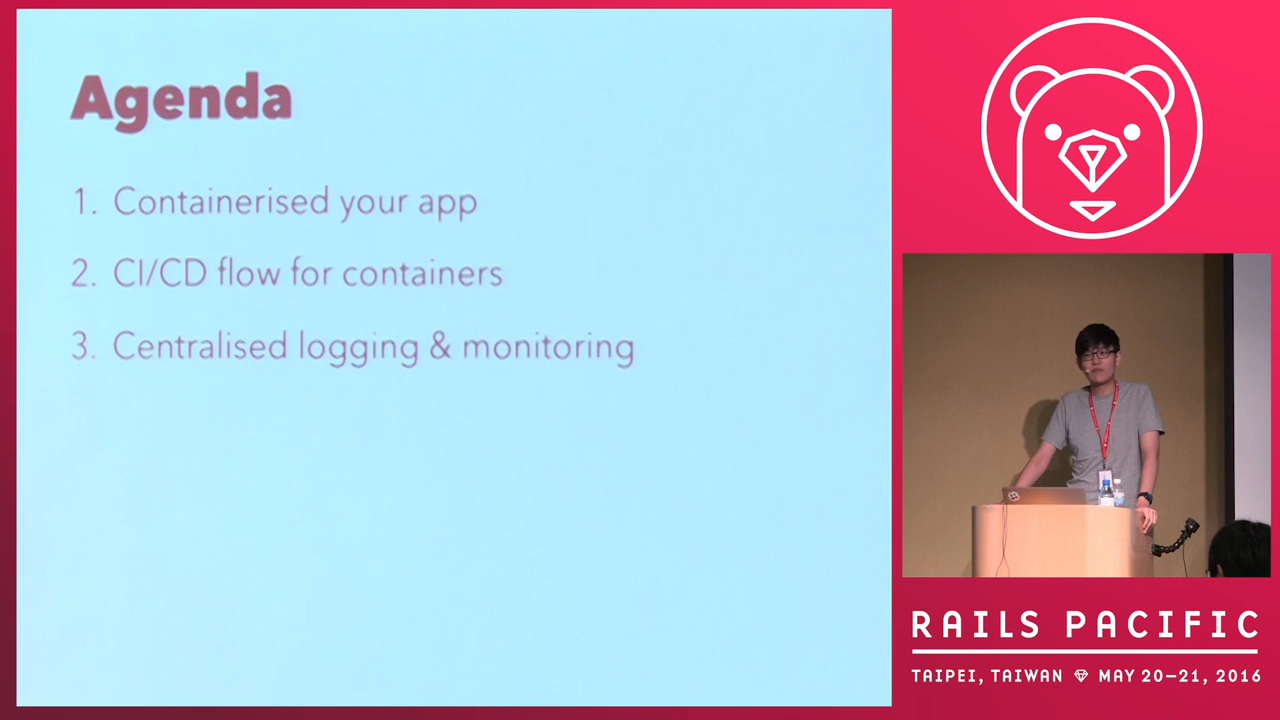 Agenda
1. Containerised your app
2. CI/CD flow for containers
3. Centralised logging & monitoring
RAILS PACIFIC
TAIPEI, TAIWAN MAY 20–21, 2016